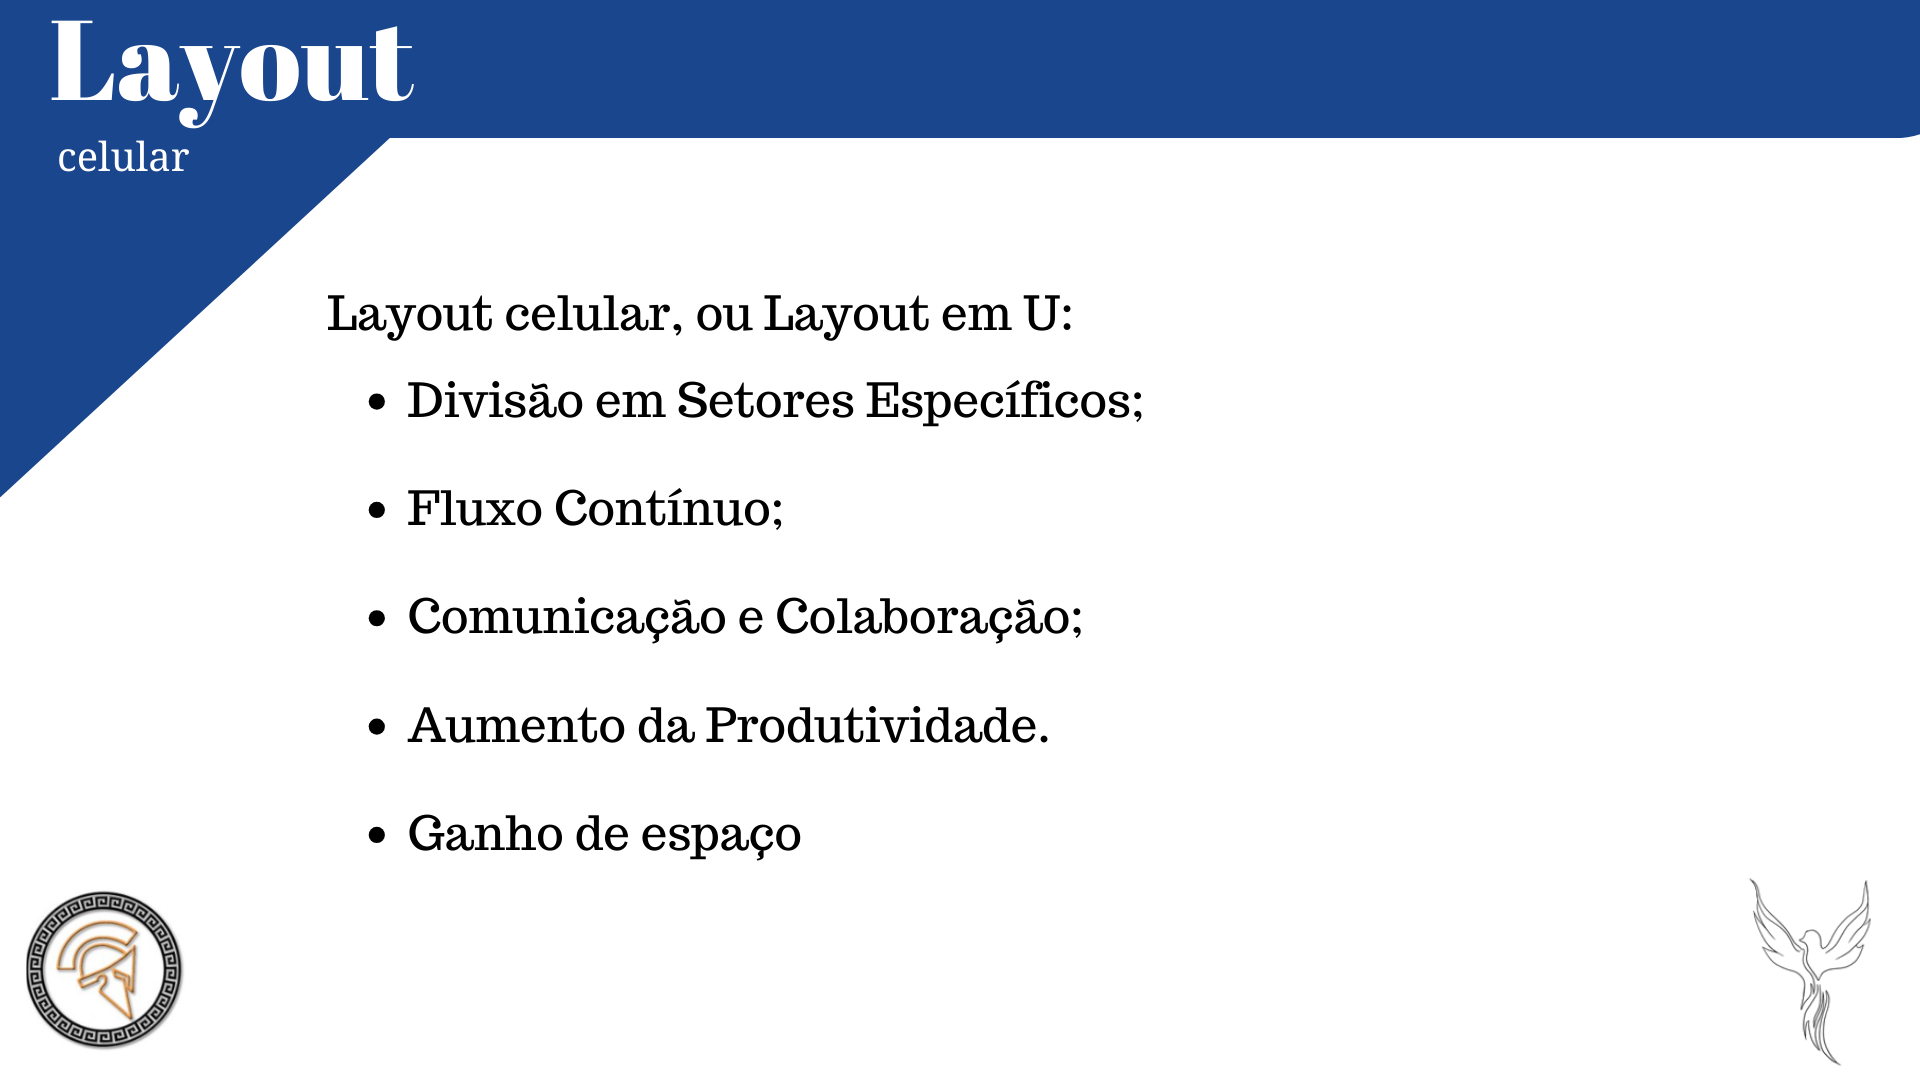 Layout
celular
Layout celular, ou Layout em U:
• Divisão em Setores Específicos;
• Fluxo Contínuo;
• Comunicação e Colaboração;
• Aumento da Produtividade.
• Ganho de espaço